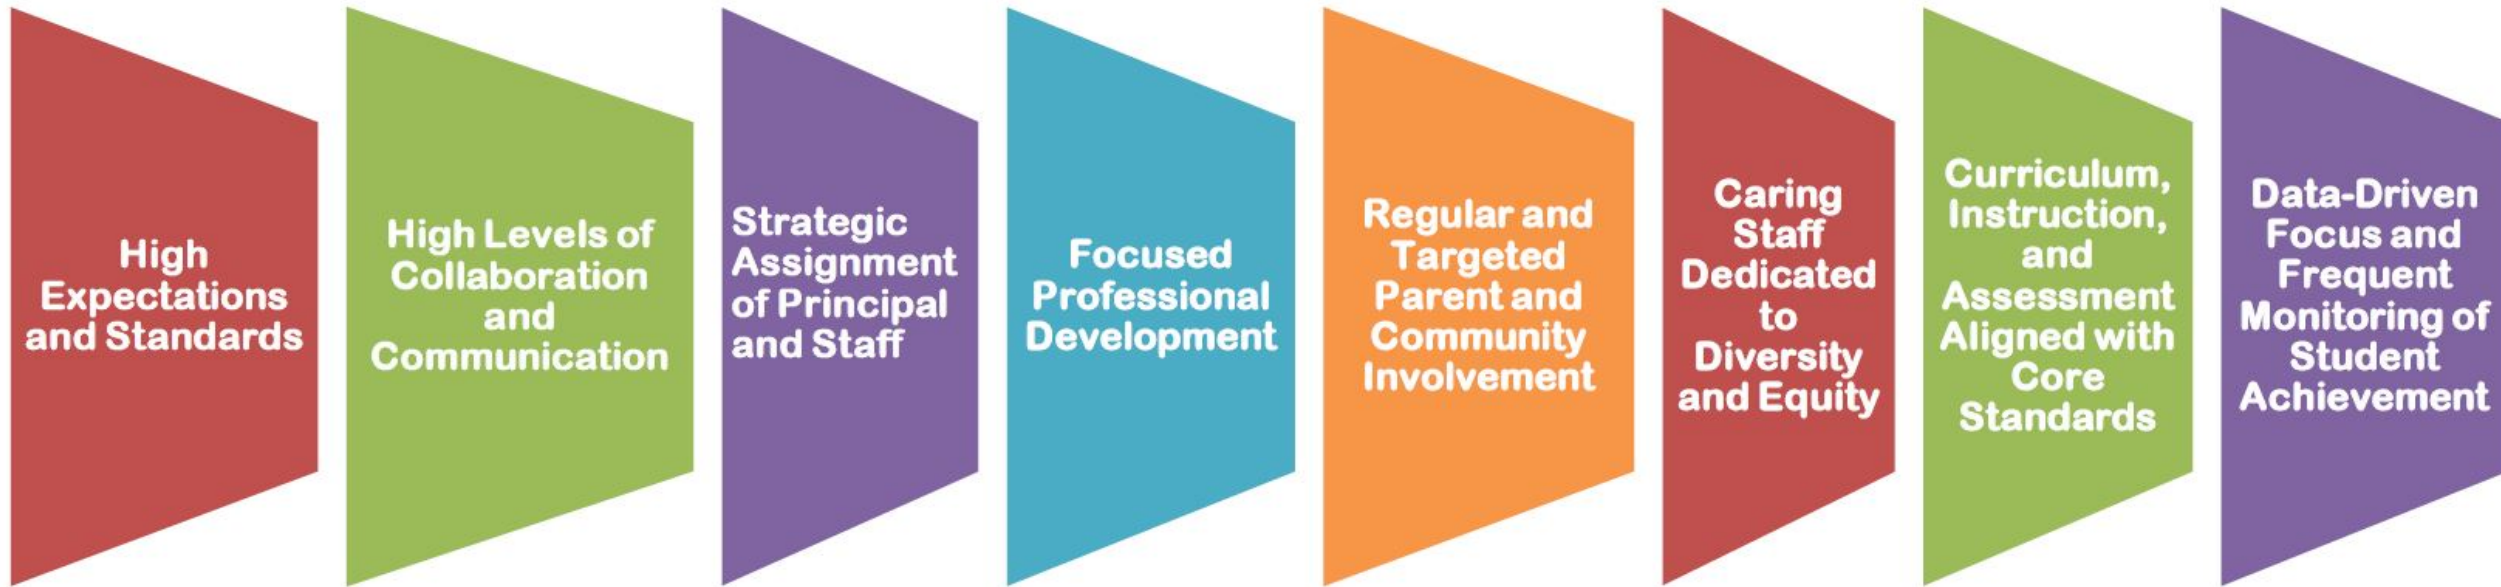 High
Expectations
and Standards
High Levels of
Collaboration
and
Communication
Strategic
Assignment
of Principal
and Staff
Focused
Professional
Development
Regular and
Targeted
Parent and
Community
Involvement
Caring
Staff
Dedicated
to
Diversity
and Equity
Curriculum,
Instruction,
and
Assessment
Aligned with
Core
Standards
Data-Driven
Focus and
Frequent
Monitoring of
Student
Achievement